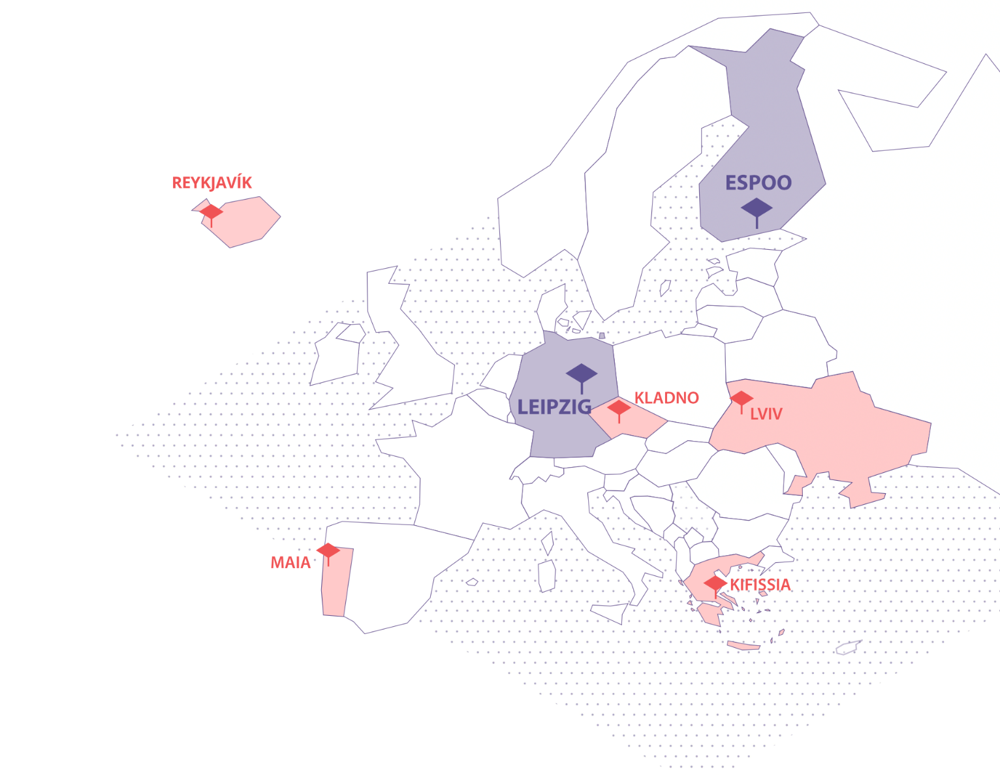 REYKJAVÍK
ESPOO
KLADNO
LEIPZIG
LVIV
MAIA
KIFISSIA